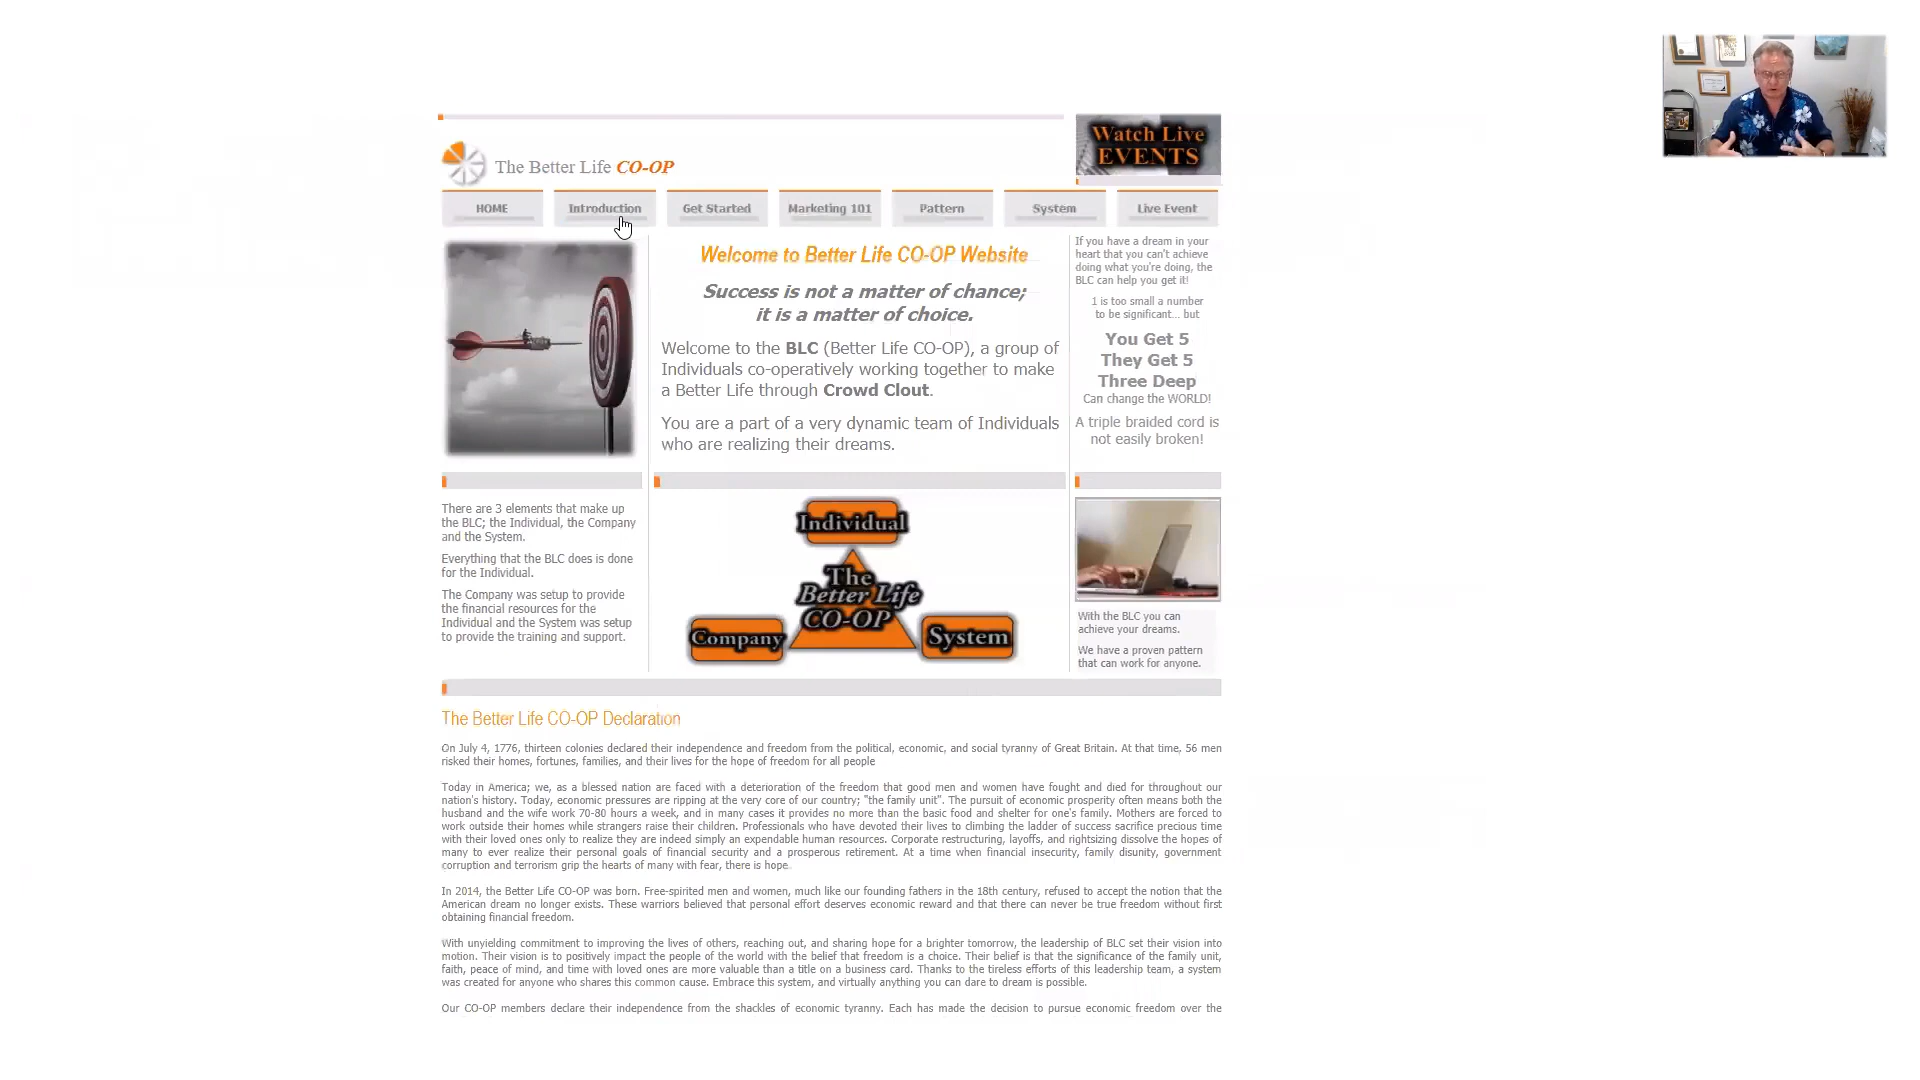 Watch Live
EVENTS
The Better Life CO-OP
HOME
Introduction
Get Started
Marketing 101
Pattern
System
Live Event
Welcome to Better Life CO-OP Website
Success is not a matter of chance;
it is a matter of choice.
Welcome to the BLC (Better Life CO-OP), a group of
Individuals co-operatively working together to make
a Better Life through Crowd Clout.
You are a part of a very dynamic team of Individuals
who are realizing their dreams.
If you have a dream in your
heart that you can't achieve
doing what you're doing, the
BLC can help you get it!
1 is too small a number
to be significant... but
You Get 5
They Get 5
Three Deep
Can change the WORLD!
A triple braided cord is
not easily broken!
There are 3 elements that make up
the BLC; the Individual, the Company
and the System.
Everything that the BLC does is done
for the Individual.
The Company was setup to provide
the financial resources for the
Individual and the System was setup
to provide the training and support.
Individual
The
Better Life
CO-OP
Company
System
With the BLC you can
achieve your dreams.
We have a proven pattern
that can work for anyone.
The Better Life CO-OP Declaration
On July 4, 1776, thirteen colonies declared their independence and freedom from the political, economic, and social tyranny of Great Britain. At that time, 56 men
risked their homes, fortunes, families, and their lives for the hope of freedom for all people
Today in America; we, as a blessed nation are faced with a deterioration of the freedom that good men and women have fought and died for throughout our
nation's history. Today, economic pressures are ripping at the very core of our country; "the family unit". The pursuit of economic prosperity often means both the
husband and the wife work 70-80 hours a week, and in many cases it provides no more than the basic food and shelter for one's family. Mothers are forced to
work outside their homes while strangers raise their children. Professionals who have devoted their lives to climbing the ladder of success sacrifice precious time
with their loved ones only to realize they are indeed simply an expendable human resources. Corporate restructuring, layoffs, and rightsizing dissolve the hopes of
many to ever realize their personal goals of financial security and a prosperous retirement. At a time when financial insecurity, family disunity, government
corruption and terrorism grip the hearts of many with fear, there is hope.
In 2014, the Better Life CO-OP was born. Free-spirited men and women, much like our founding fathers in the 18th century, refused to accept the notion that the
American dream no longer exists. These warriors believed that personal effort deserves economic reward and that there can never be true freedom without first
obtaining financial freedom.
With unyielding commitment to improving the lives of others, reaching out, and sharing hope for a brighter tomorrow, the leadership of BLC set their vision into
motion. Their vision is to positively impact the people of the world with the belief that freedom is a choice. Their belief is that the significance of the family unit,
faith, peace of mind, and time with loved ones are more valuable than a title on a business card. Thanks to the tireless efforts of this leadership team, a system
was created for anyone who shares this common cause. Embrace this system, and virtually anything you can dare to dream is possible.
Our CO-OP members declare their independence from the shackles of economic tyranny. Each has made the decision to pursue economic freedom over the